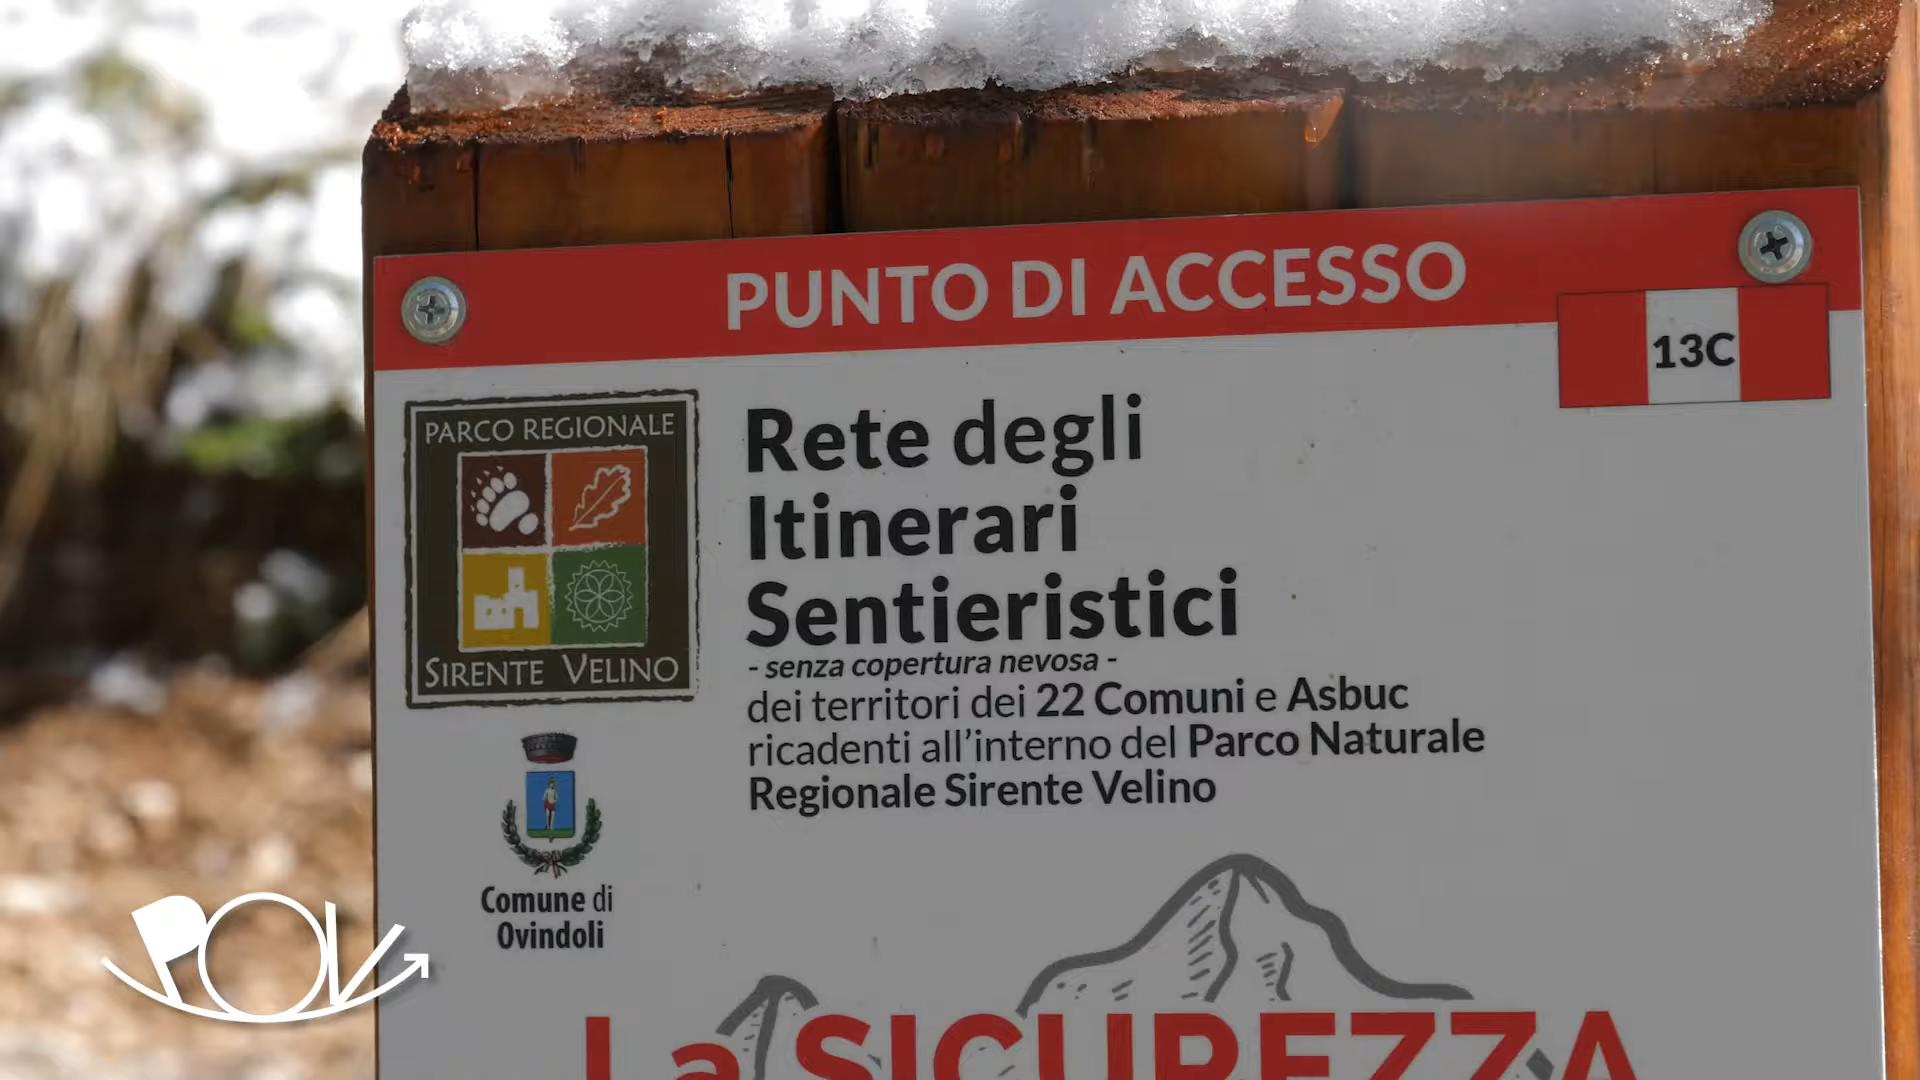 PUNTO DI ACCESSO
13C
PARCO REGIONALE
SIRENTE VELINO
Rete degli
Itinerari
Sentieristici
- senza copertura nevosa -
dei territori dei 22 Comuni e Asbuc
ricadenti all'interno del Parco Naturale
Regionale Sirente Velino
Comune di
Ovindoli
La SICUREZZA
POV